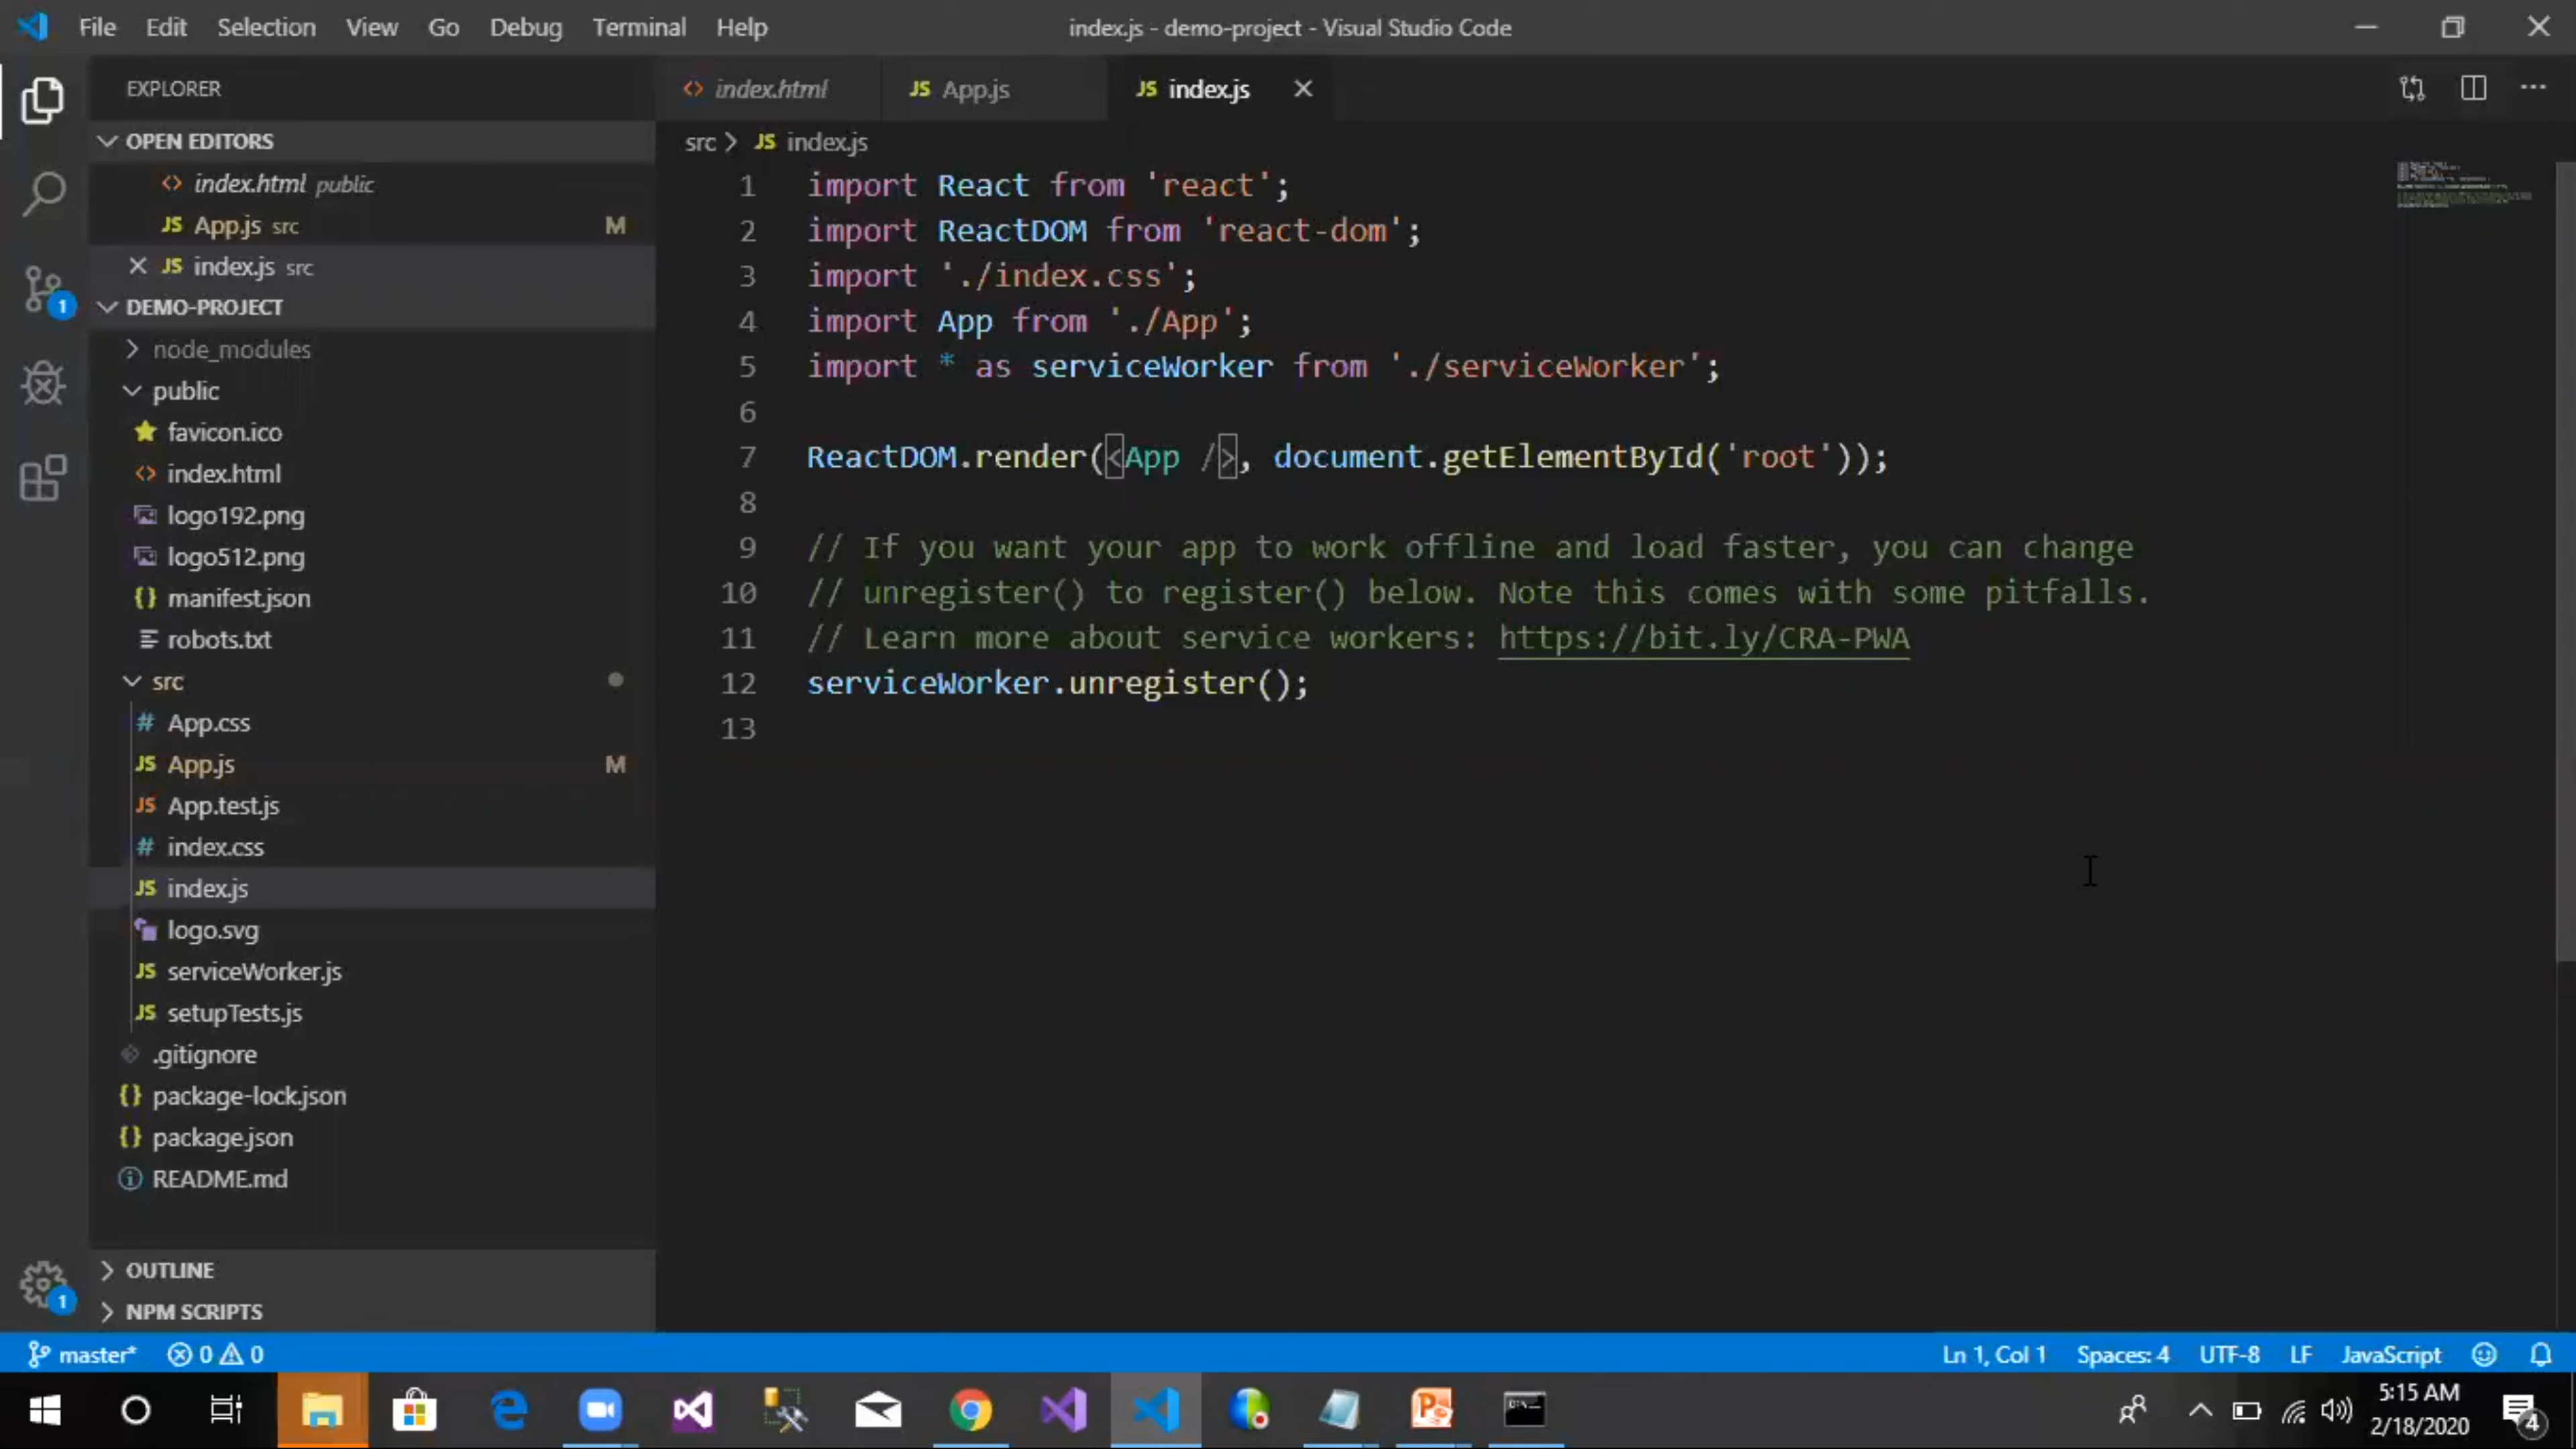 File Edit Selection View Go Debug Terminal Help
index.js - demo-project - Visual Studio Code
EXPLORER
OPEN EDITORS
index.html public
App.js src M
index.js src
DEMO-PROJECT
node_modules
public
favicon.ico
index.html
logo192.png
logo512.png
manifest.json
robots.txt
src
App.css
App.js M
App.test.js
index.css
index.js
logo.svg
serviceWorker.js
setupTests.js
.gitignore
package-lock.json
package.json
README.md
OUTLINE
NPM SCRIPTS
1
1
index.html
JS App.js
JS index.js
src > JS index.js
1 import React from 'react';
2 import ReactDOM from 'react-dom';
3 import './index.css';
4 import App from './App';
5 import * as serviceWorker from './serviceWorker';
6
7 ReactDOM.render(<App />, document.getElementById('root'));
8
9 // If you want your app to work offline and load faster, you can change
10 // unregister() to register() below. Note this comes with some pitfalls.
11 // Learn more about service workers: https://bit.ly/CRA-PWA
12 serviceWorker.unregister();
13
master* 0 0
Ln 1, Col 1 Spaces: 4 UTF-8 LF JavaScript
5:15 AM
2/18/2020
4